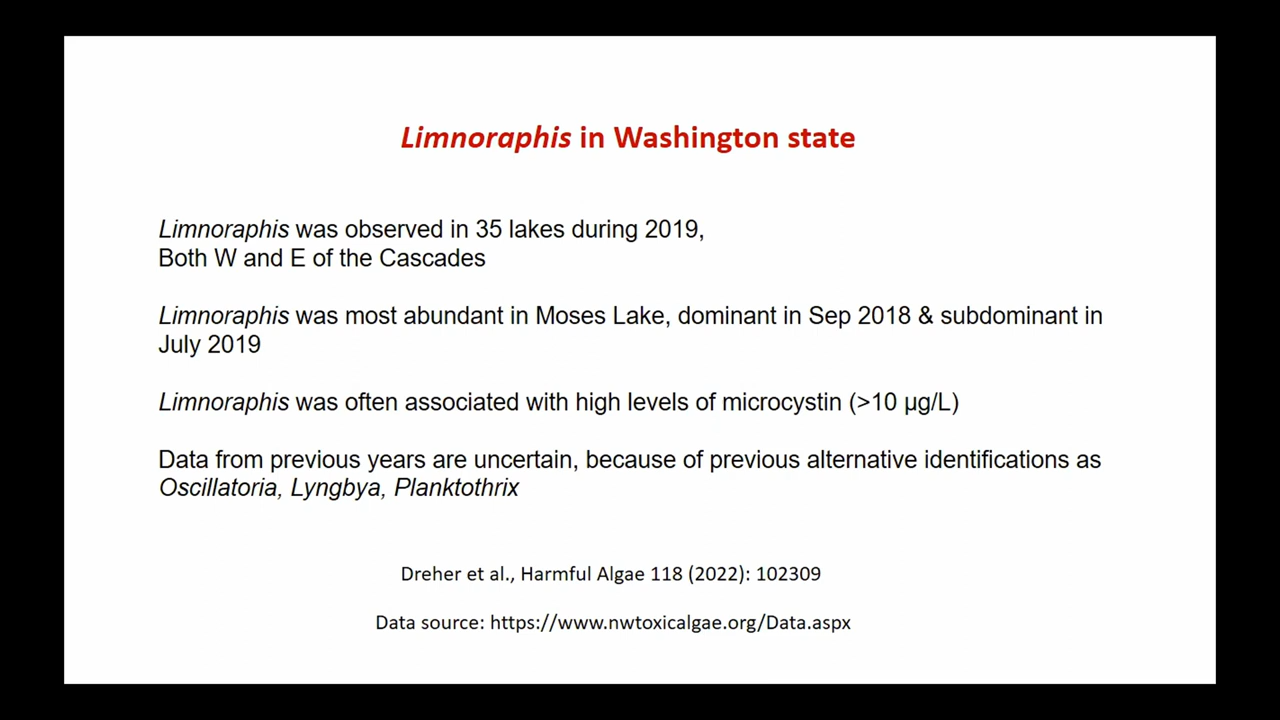 Limnoraphis in Washington state
Limnoraphis was observed in 35 lakes during 2019,
Both W and E of the Cascades
Limnoraphis was most abundant in Moses Lake, dominant in Sep 2018 & subdominant in
July 2019
Limnoraphis was often associated with high levels of microcystin (>10 µg/L)
Data from previous years are uncertain, because of previous alternative identifications as
Oscillatoria, Lyngbya, Planktothrix
Dreher et al., Harmful Algae 118 (2022): 102309
Data source: https://www.nwtoxicalgae.org/Data.aspx